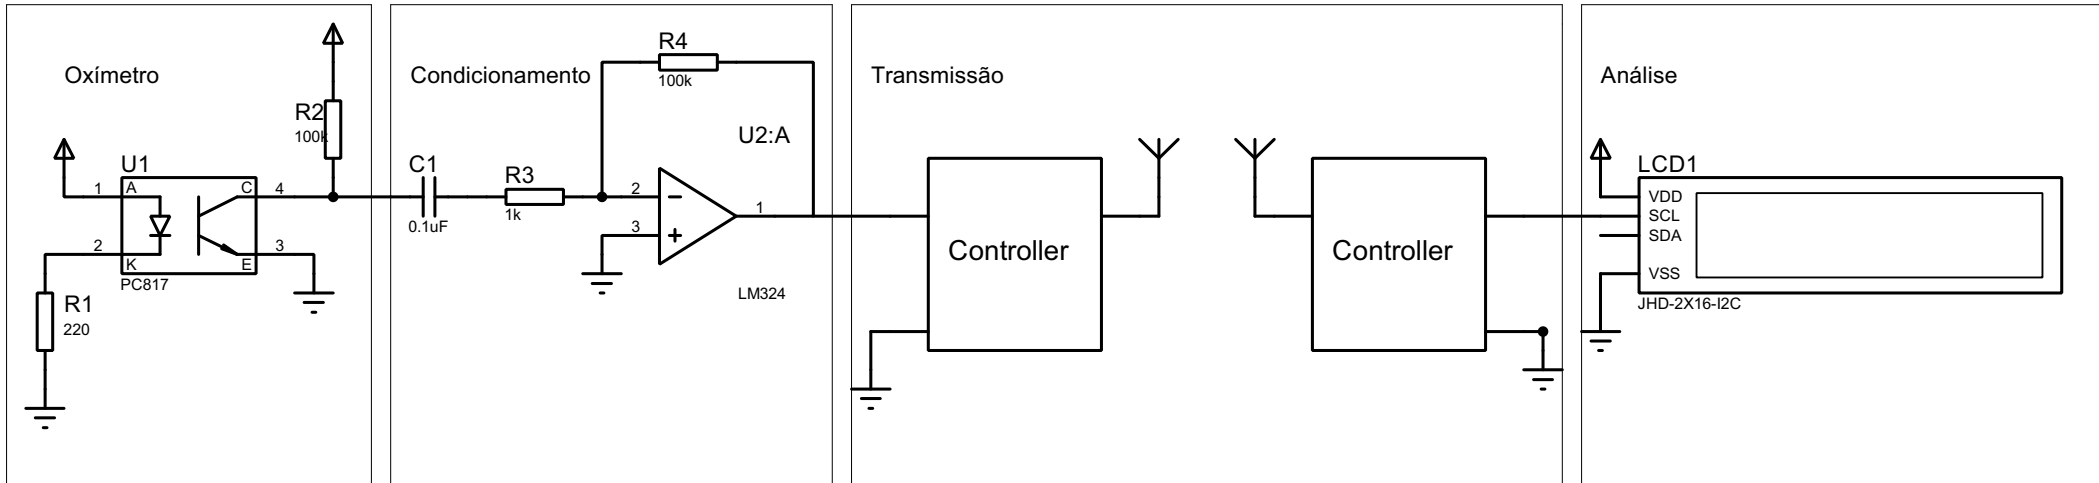 Oxímetro
R2
100k
U1
1
A
C
4
2
K
E
3
PC817
R1
220
Condicionamento
R4
100k
U2:A
C1
0.1uF
R3
1k
2
3
1
LM324
Transmissão
Controller
Controller
Análise
LCD1
VDD
SCL
SDA
VSS
JHD-2X16-I2C